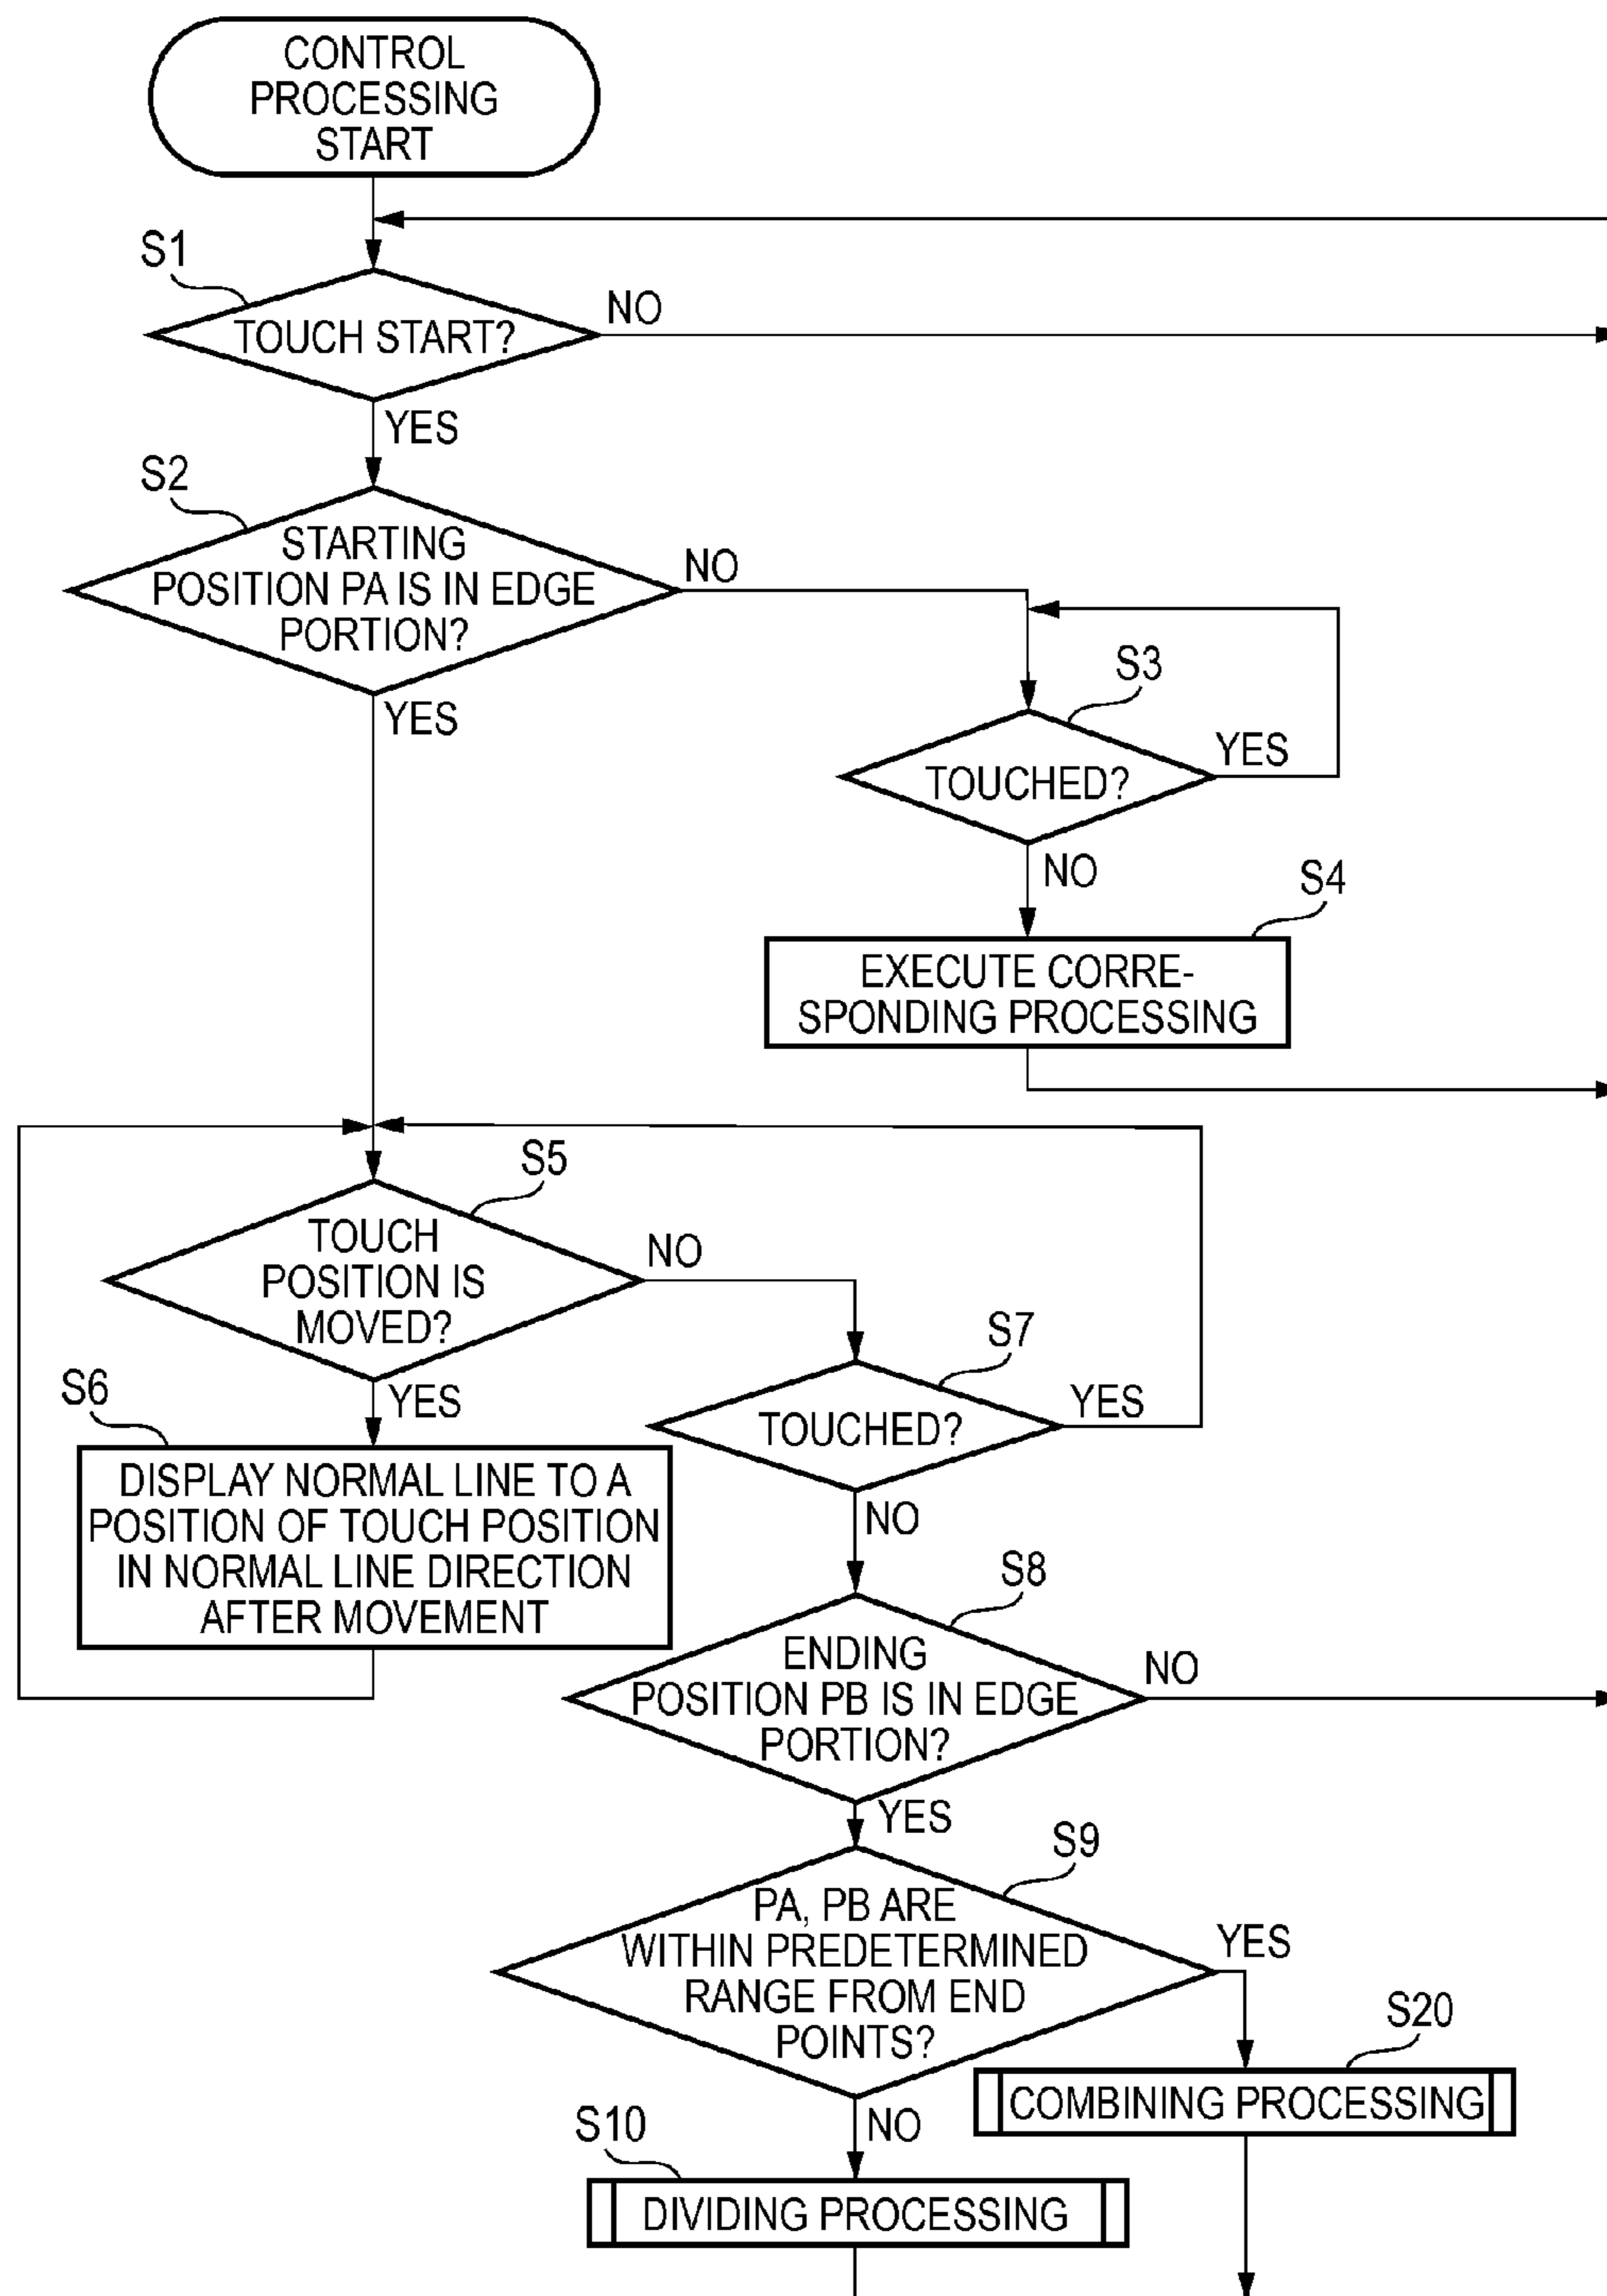 CONTROL
PROCESSING
START
S1
TOUCH START?
NO
YES
S2
STARTING
POSITION PA IS IN EDGE
PORTION?
NO
YES
S3
TOUCHED?
YES
NO
S4
EXECUTE CORRE-
SPONDING PROCESSING
S5
TOUCH
POSITION IS
MOVED?
NO
YES
S6
DISPLAY NORMAL LINE TO A
POSITION OF TOUCH POSITION
IN NORMAL LINE DIRECTION
AFTER MOVEMENT
S7
TOUCHED?
YES
NO
S8
ENDING
POSITION PB IS IN EDGE
PORTION?
NO
YES
S9
PA, PB ARE
WITHIN PREDETERMINED
RANGE FROM END
POINTS?
YES
NO
S20
COMBINING PROCESSING
S10
DIVIDING PROCESSING